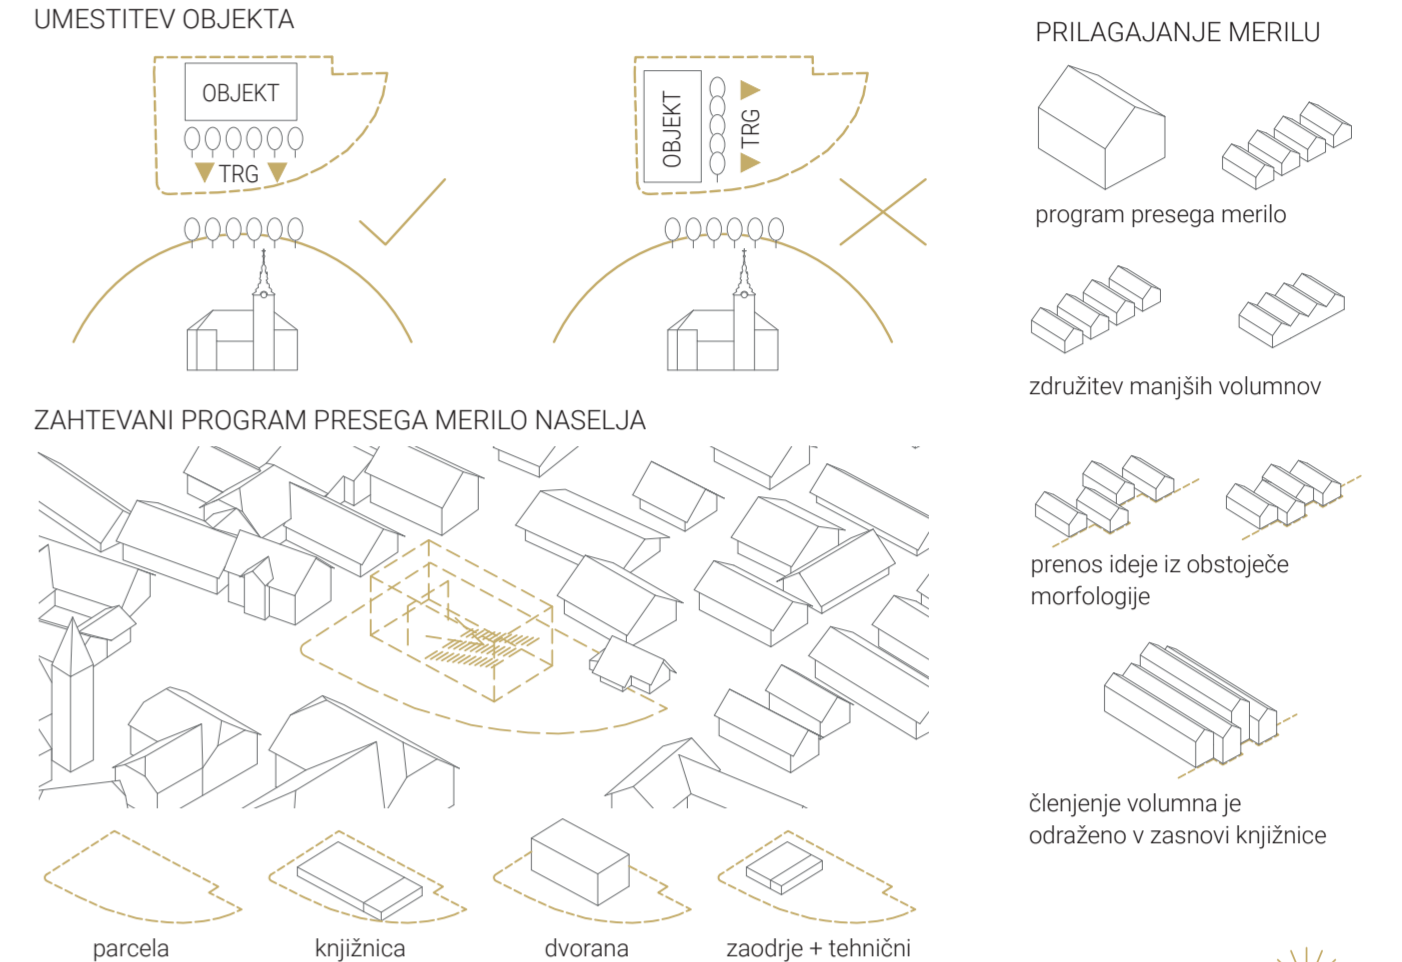 UMESTITEV OBJEKTA
OBJEKT
TRG
OBJEKT
TRG
ZAHTEVANI PROGRAM PRESEGA MERILO NASELJA
parcela
knjižnica
dvorana
zaodrje + tehnični
PRILAGAJANJE MERILU
program presega merilo
združitev manjših volumnov
prenos ideje iz obstoječe
morfologije
členjenje volumna je
odraženo v zasnovi knjižnice